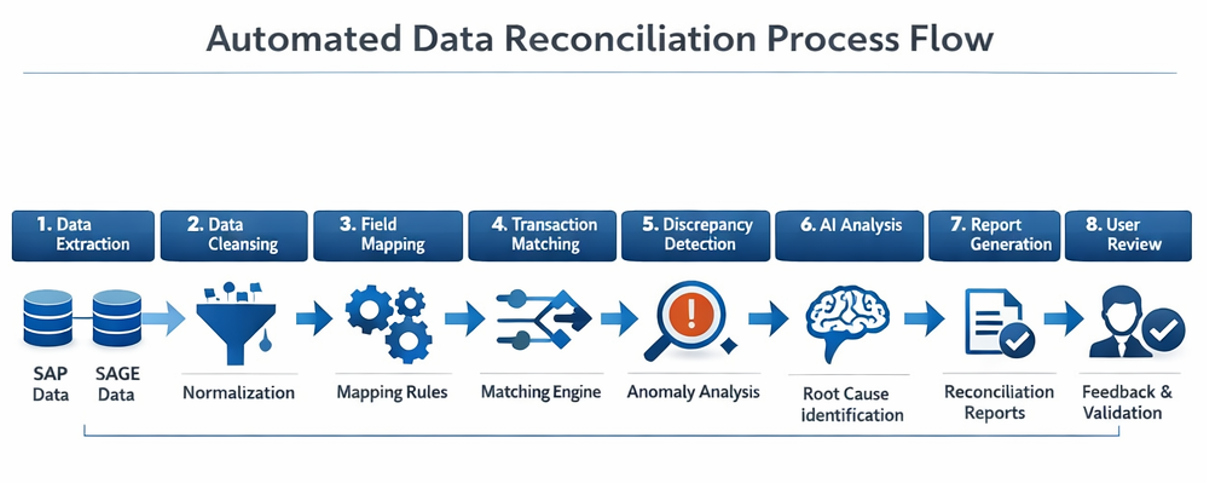 Automated Data Reconciliation Process Flow
1. Data
Extraction
2. Data
Cleansing
3. Field
Mapping
4. Transaction
Matching
5. Discrepancy
Detection
6. AI Analysis
7. Report
Generation
8. User
Review
SAP
Data
SAGE
Data
Normalization
Mapping Rules
Matching Engine
Anomaly Analysis
Root Cause
identification
Reconciliation
Reports
Feedback &
Validation